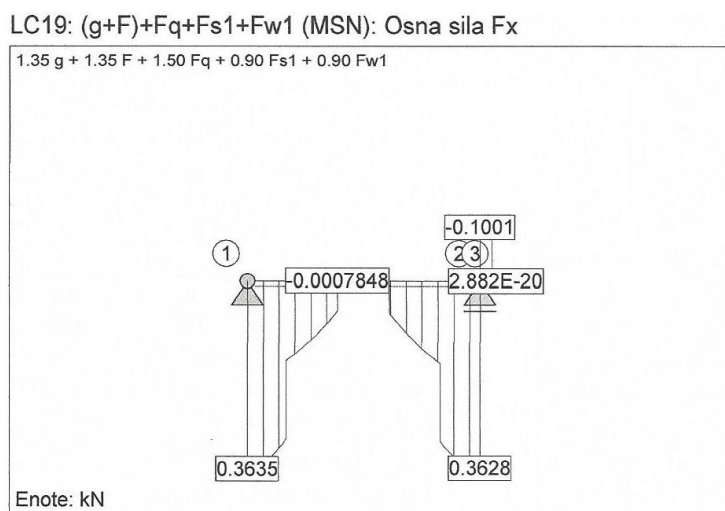 LC19: (g+F)+Fq+Fs1+Fw1 (MSN): Osna sila Fx
1.35 g + 1.35 F + 1.50 Fq + 0.90 Fs1 + 0.90 Fw1
-0.1001
1
2
3
-0.0007848
2.882E-20
0.3635
0.3628
Enote: kN